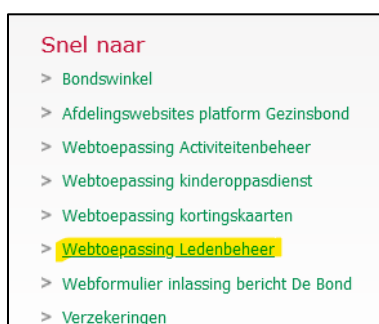 Snel naar
> Bondswinkel
> Afdelingswebsites platform Gezinsbond
> Webtoepassing Activiteitenbeheer
> Webtoepassing kinderoppasdienst
> Webtoepassing kortingskaarten
> Webtoepassing Ledenbeheer
> Webformulier inlassing bericht De Bond
> Verzekeringen